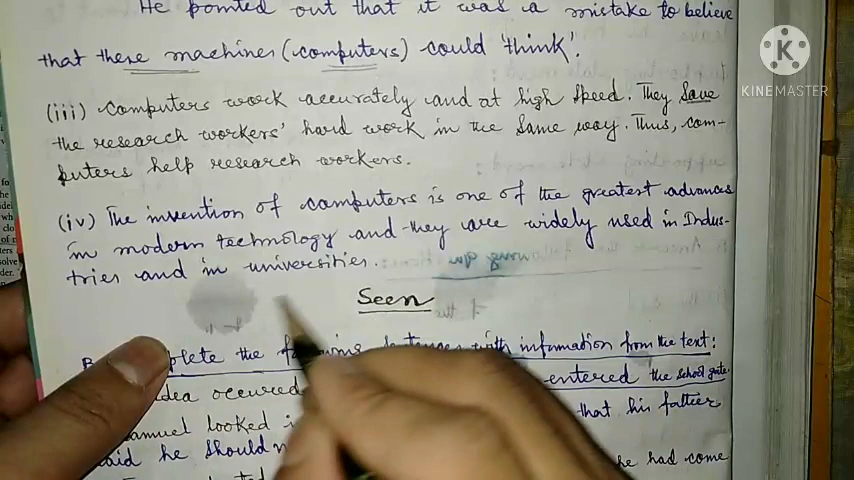 He pointed out that it was a mistake to believe
that these machines (computers) could 'think'.
(iii) Computers work accurately and at high speed. They save
the research workers' hard work in the same way. Thus, com-
puters help research workers.
(iv) The invention of computers is one of the greatest advances
in modern technology and they are widely used in Indus-
tries and in universities.
Seen
B. plete the following with information from the text:
idea occured entered the school gate.
Samuel looked that his father
said he should he had come
KINEMASTER